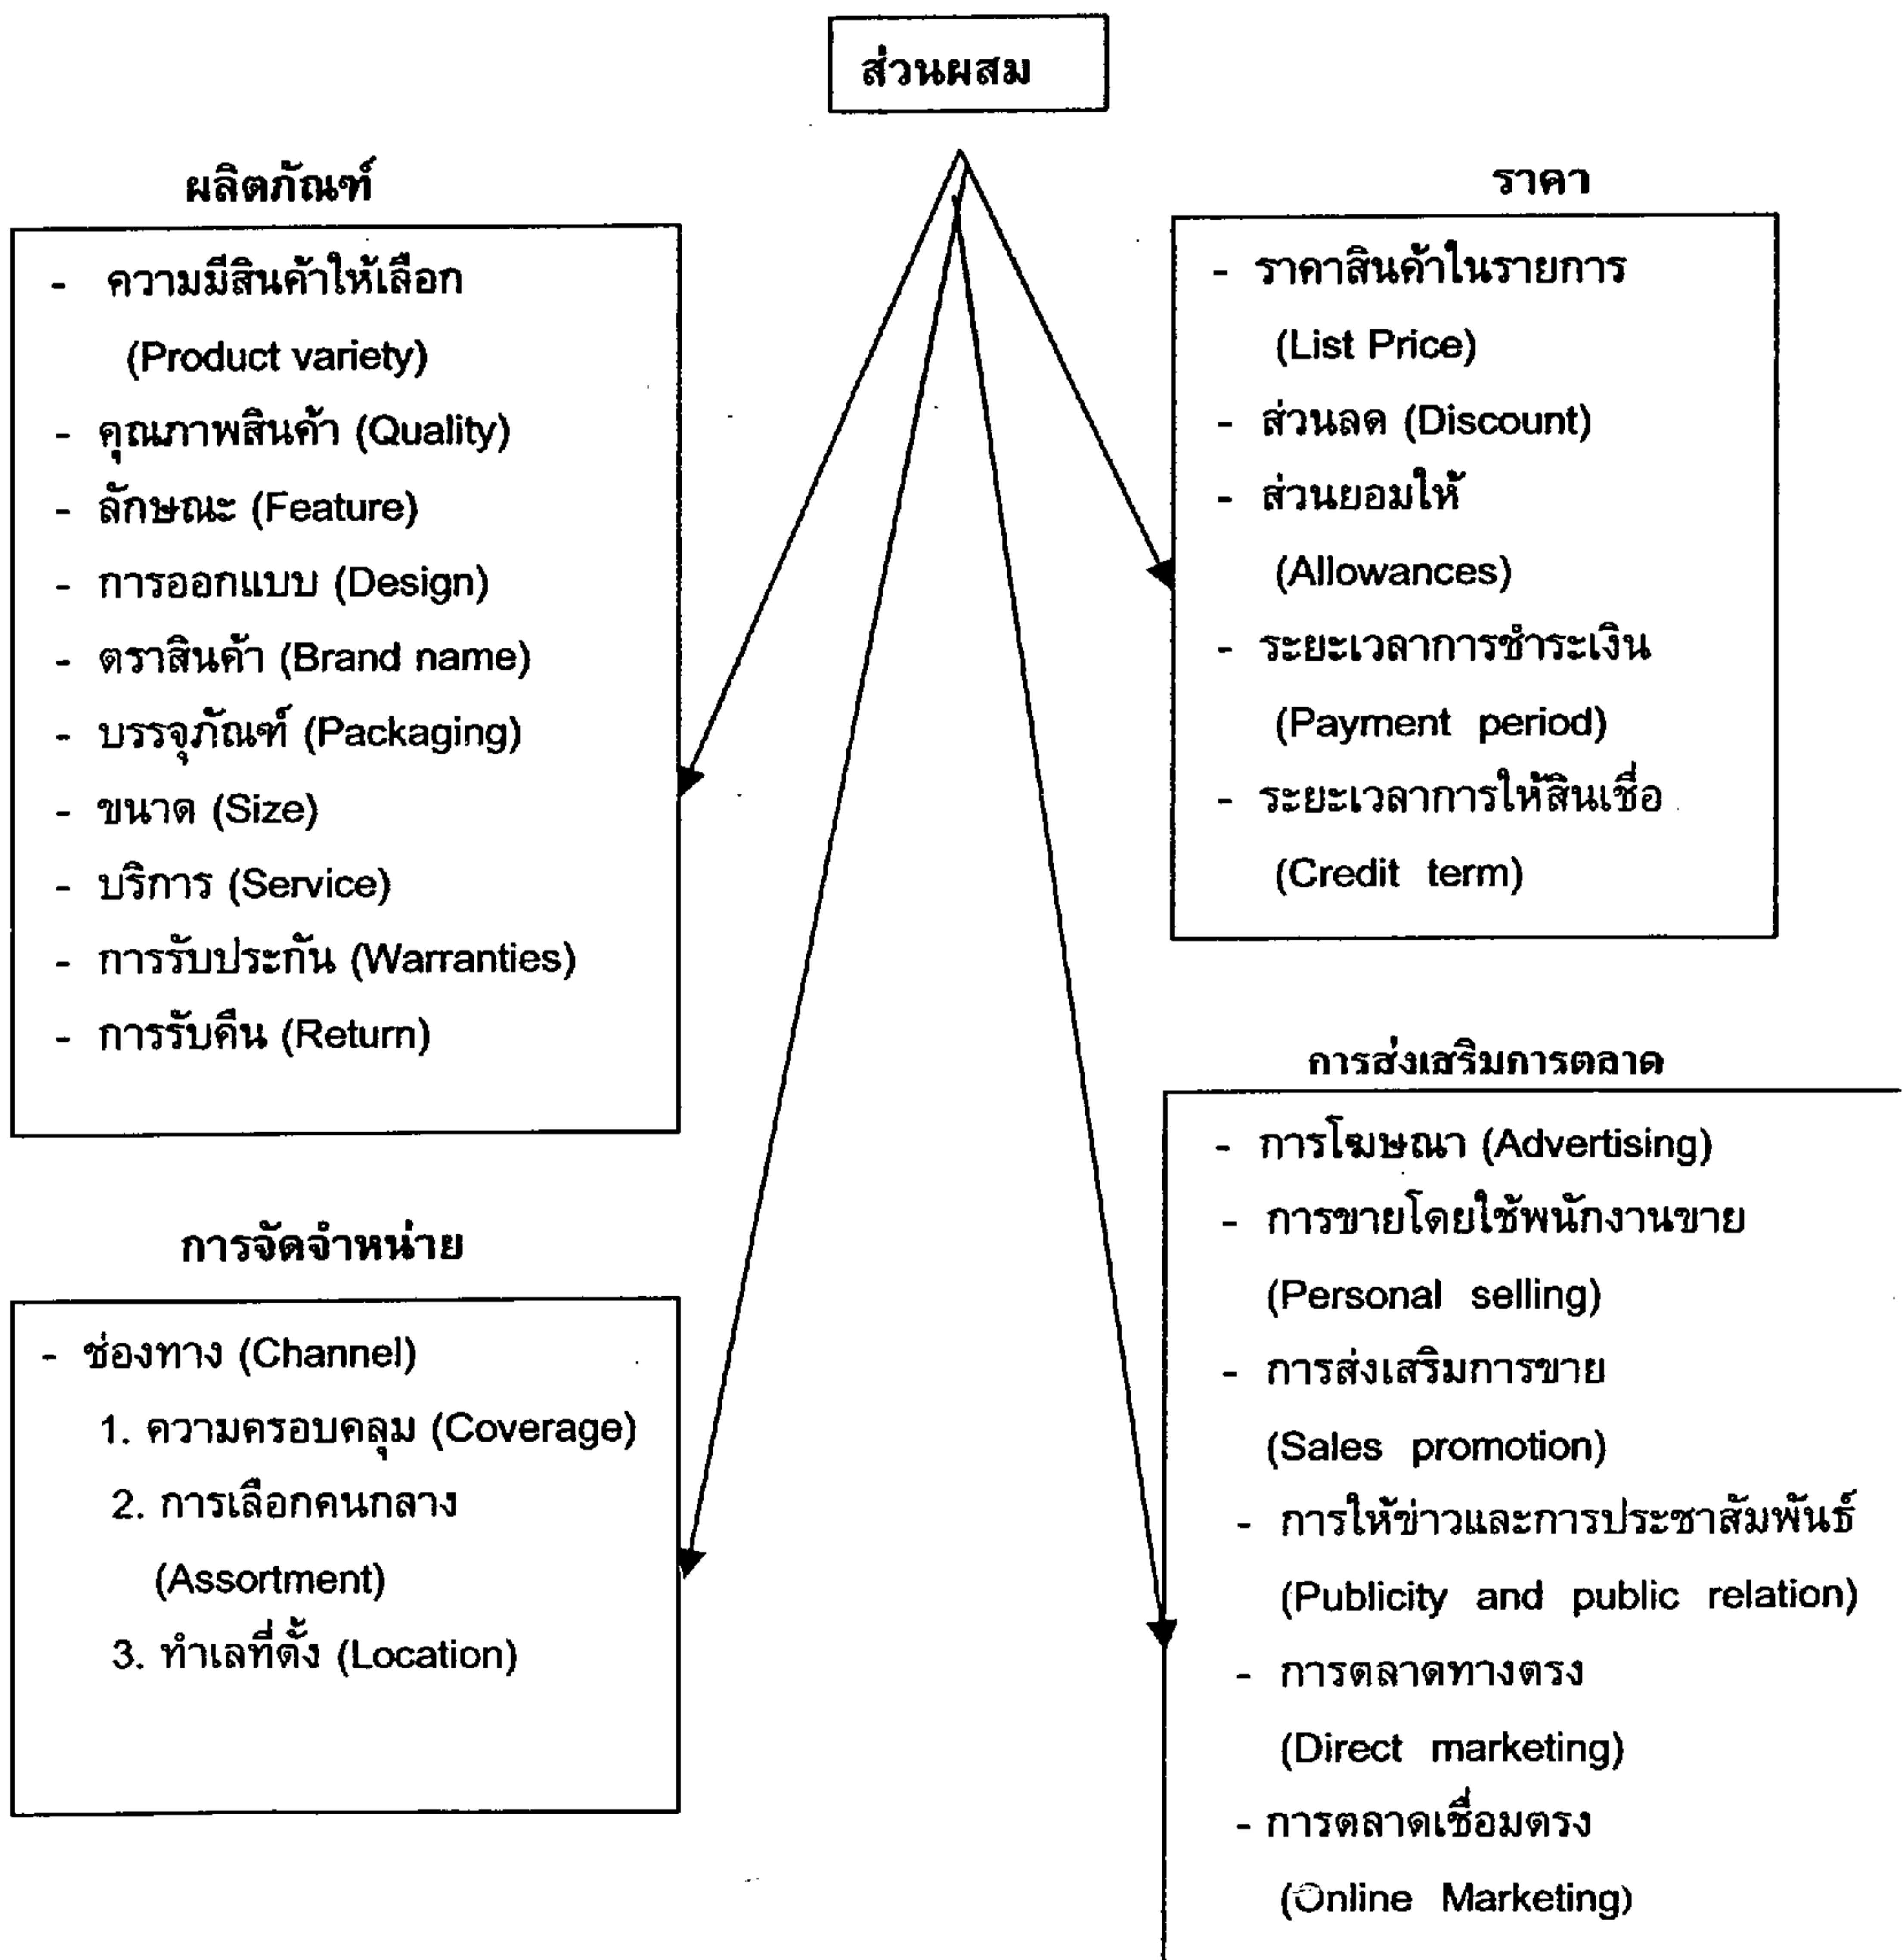 ส่วนผสม
ผลิตภัณฑ์
- ความมีสินค้าให้เลือก
(Product variety)
- คุณภาพสินค้า (Quality)
- ลักษณะ (Feature)
- การออกแบบ (Design)
- ตราสินค้า (Brand name)
- บรรจุภัณฑ์ (Packaging)
- ขนาด (Size)
- บริการ (Service)
- การรับประกัน (Warranties)
- การรับคืน (Return)
ราคา
- ราคาสินค้าในรายการ
(List Price)
- ส่วนลด (Discount)
- ส่วนยอมให้
(Allowances)
- ระยะเวลาการชำระเงิน
(Payment period)
- ระยะเวลาการให้สินเชื่อ
(Credit term)
การจัดจำหน่าย
- ช่องทาง (Channel)
1. ความครอบคลุม (Coverage)
2. การเลือกคนกลาง
(Assortment)
3. ทำเลที่ตั้ง (Location)
การส่งเสริมการตลาด
- การโฆษณา (Advertising)
- การขายโดยใช้พนักงานขาย
(Personal selling)
- การส่งเสริมการขาย
(Sales promotion)
- การให้ข่าวและการประชาสัมพันธ์
(Publicity and public relation)
- การตลาดทางตรง
(Direct marketing)
- การตลาดเชื่อมตรง
(Online Marketing)